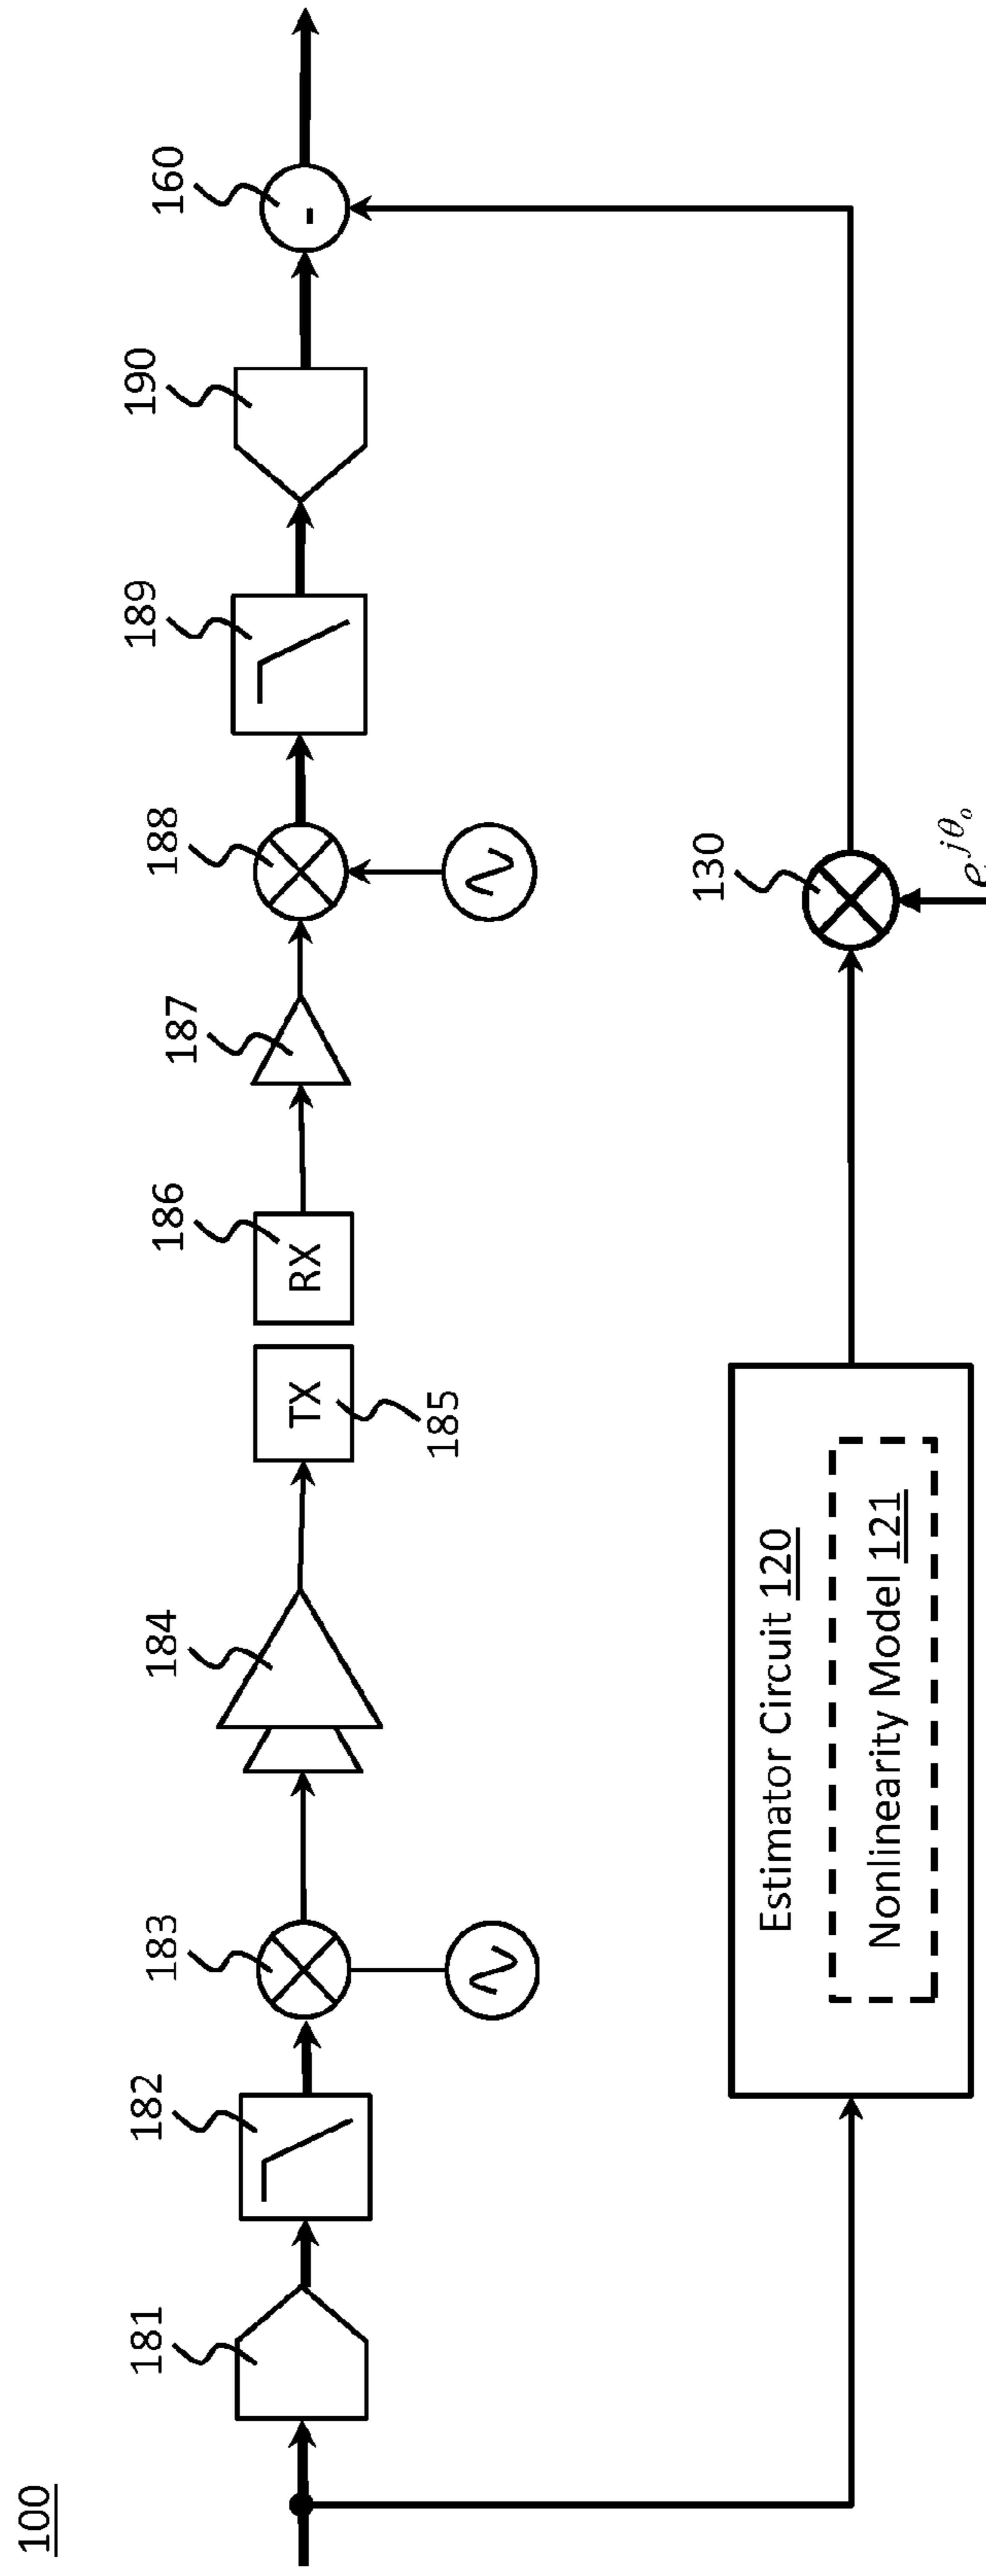 100
181
182
183
184
TX
185
RX
186
187
188
189
190
160
-
Estimator Circuit 120
Nonlinearity Model 121
130
e^{jθ_o}